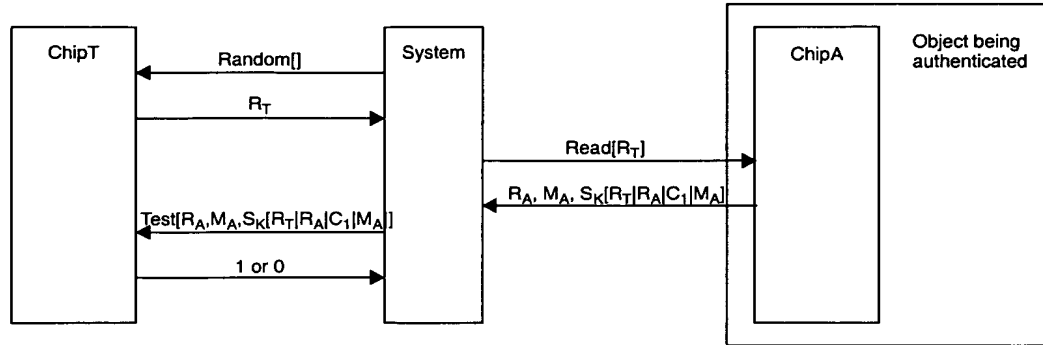 ChipT
System
ChipA
Object being
authenticated
Random[]
R_T
Read[R_T]
R_A, M_A, S_K[R_T|R_A|C_1|M_A]
Test[R_A,M_A,S_K[R_T|R_A|C_1|M_A]]
1 or 0